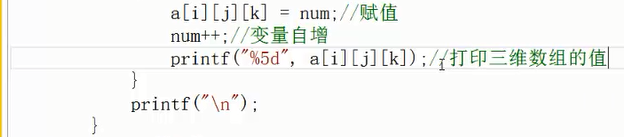 a[i][j][k] = num;//赋值
num++;//变量自增
printf("%5d", a[i][j][k]);//打印三维数组的值
}
printf("\n");
}